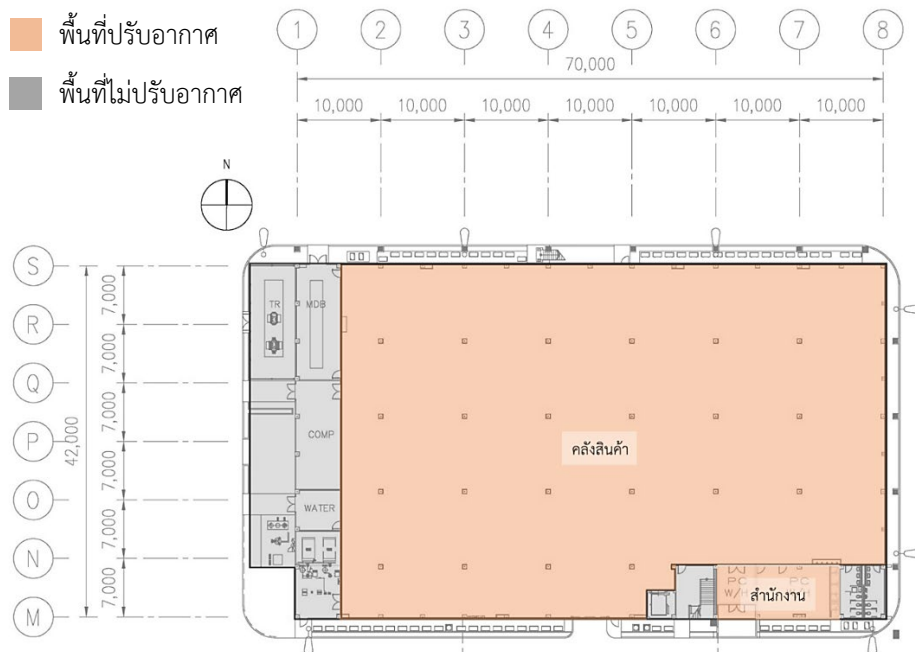 พื้นที่ปรับอากาศ
พื้นที่ไม่ปรับอากาศ
1 2 3 4 5 6 7 8
70,000
10,000 10,000 10,000 10,000 10,000 10,000 10,000
N
S
R
Q
P
O
N
M
42,000
7,000
7,000
7,000
7,000
7,000
7,000
TR
MDB
COMP
WATER
คลังสินค้า
PC
W/H
PC
สำนักงาน